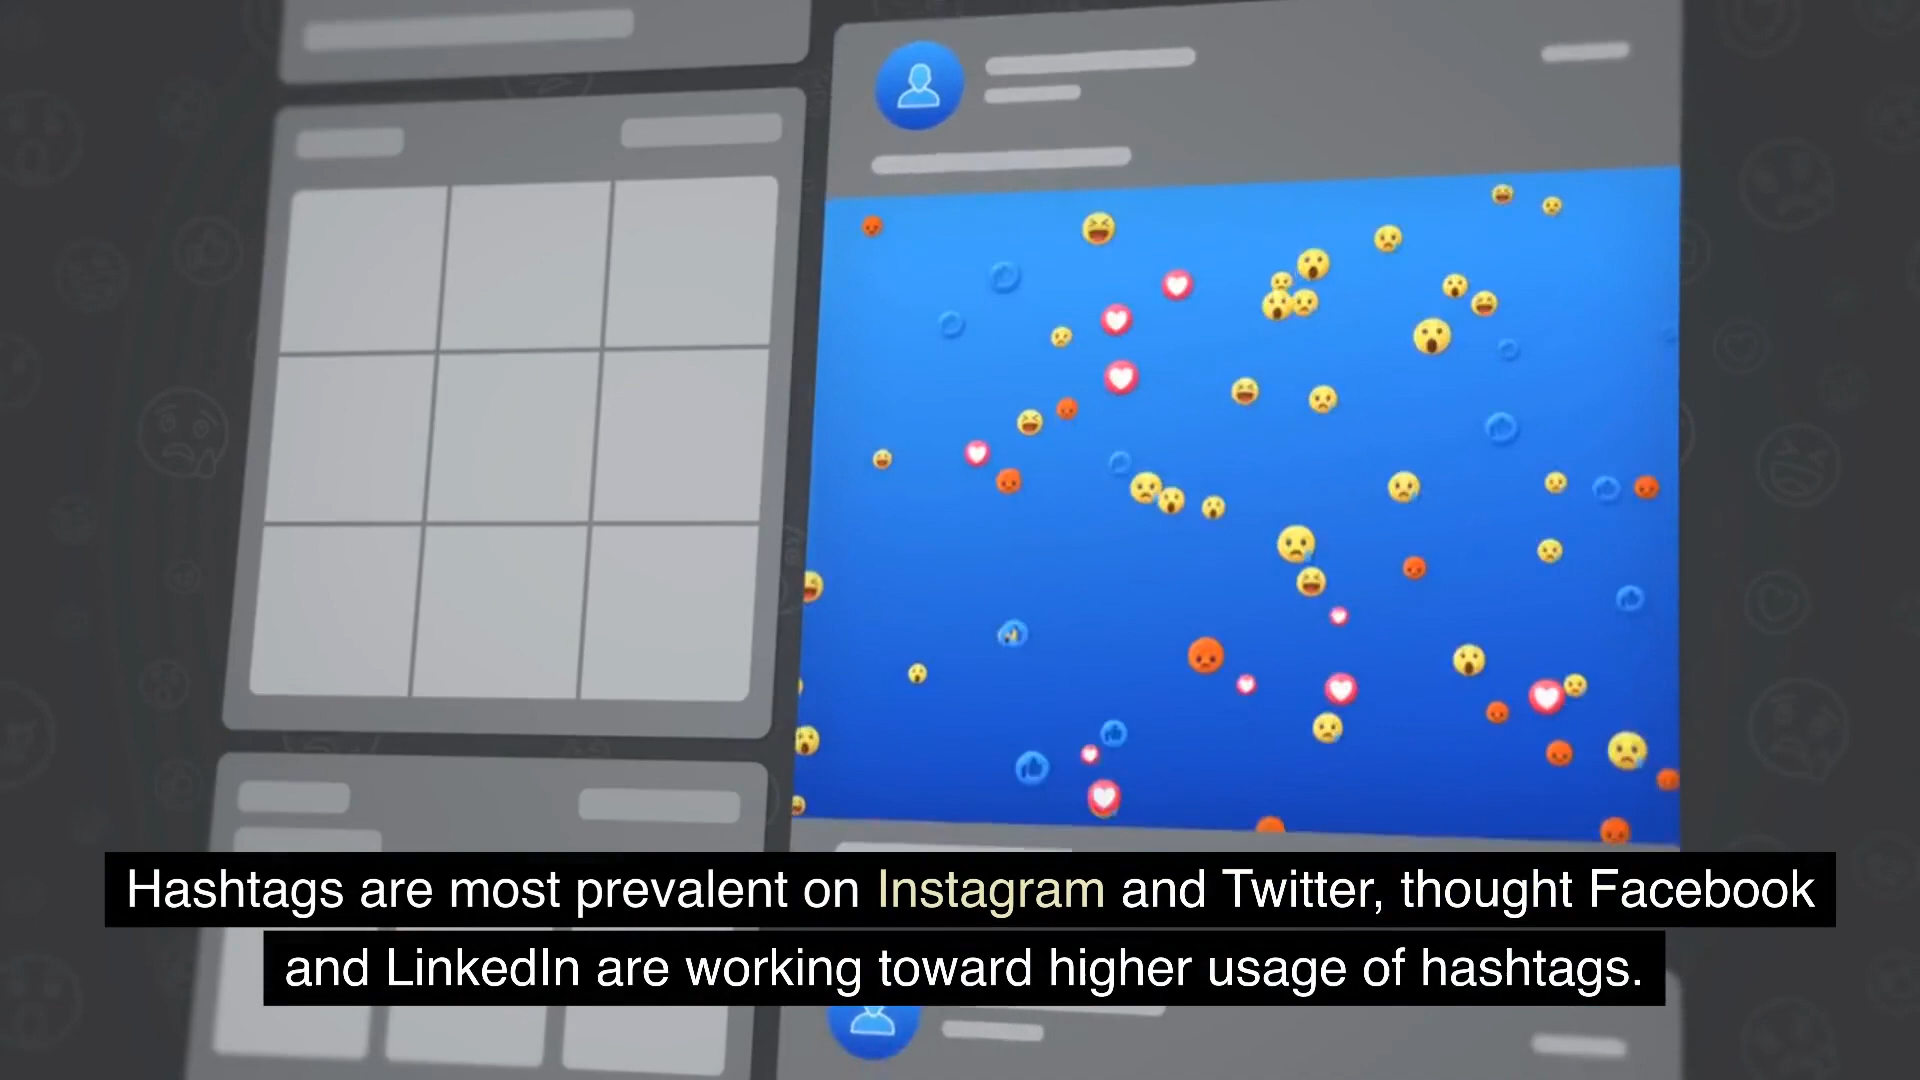 Hashtags are most prevalent on Instagram and Twitter, thought Facebook
and LinkedIn are working toward higher usage of hashtags.